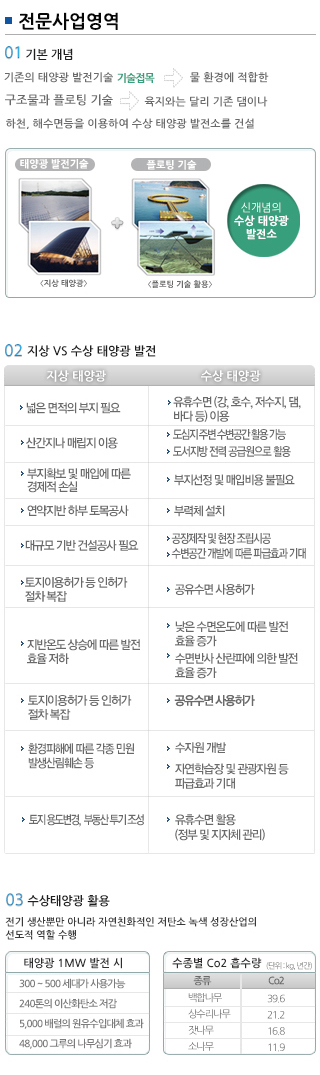 전문사업영역
01 기본 개념
기존의 태양광 발전기술 기술접목 물 환경에 적합한
구조물과 플로팅 기술 육지와는 달리 기존 댐이나
하천, 해수면등을 이용하여 수상 태양광 발전소를 건설
태양광 발전기술
플로팅 기술
신개념의
수상 태양광
발전소
<지상 태양광>
<플로팅 기술 활용>
02 지상 VS 수상 태양광 발전
지상 태양광 수상 태양광
넓은 면적의 부지 필요
유휴수면 (강, 호수, 저수지, 댐,
바다 등) 이용
산간지나 매립지 이용
도심지 주변 수변공간 활용 가능
도서지방 전력 공급원으로 활용
부지확보 및 매입에 따른
경제적 손실
부지선정 및 매입비용 불필요
연약지반 하부 토목공사
부력체 설치
대규모 기반 건설공사 필요
공장제작 및 현장 조립시공
수변공간 개발에 따른 파급효과 기대
토지이용허가 등 인허가
절차 복잡
공유수면 사용허가
지반온도 상승에 따른 발전
효율 저하
낮은 수면온도에 따른 발전
효율 증가
수면반사 산란파에 의한 발전
효율 증가
토지이용허가 등 인허가
절차 복잡
공유수면 사용허가
환경피해에 따른 각종 민원
발생산림훼손 등
수자원 개발
자연학습장 및 관광자원 등
파급효과 기대
토지 용도변경, 부동산 투기 조성
유휴수면 활용
(정부 및 지자체 관리)
03 수상태양광 활용
전기 생산뿐만 아니라 자연친화적인 저탄소 녹색 성장산업의
선도적 역할 수행
태양광 1MW 발전 시
300 ~ 500 세대가 사용가능
240톤의 이산화탄소 저감
5,000 배럴의 원유수입대체 효과
48,000 그루의 나무심기 효과
수종별 Co2 흡수량 (단위:kg, 년간)
종류 Co2
백합나무 39.6
상수리나무 21.2
잣나무 16.8
소나무 11.9